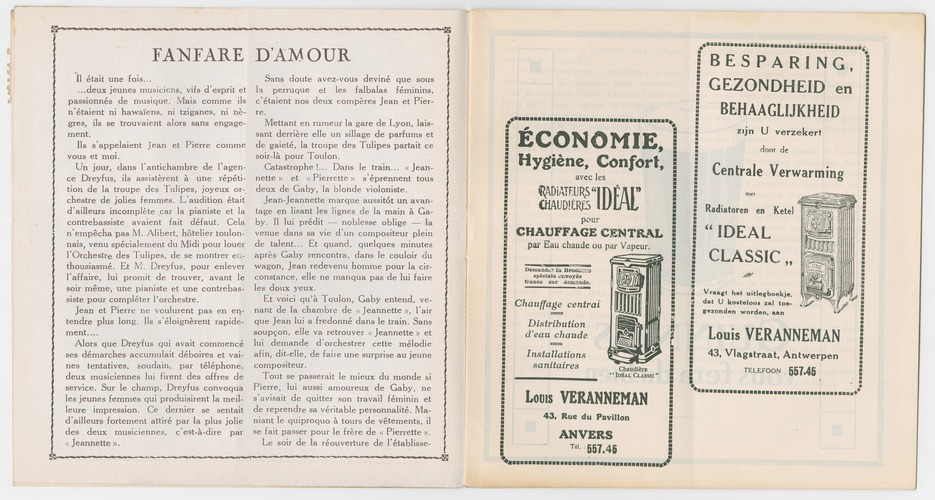 FANFARE D'AMOUR
Il était une fois...
...deux jeunes musiciens, vifs d'esprit et
passionnés de musique. Mais comme ils
n'étaient ni hawaïens, ni tziganes, ni nè-
gres, ils se trouvaient alors sans engage-
ment.
Ils s'appelaient Jean et Pierre comme
vous et moi.
Un jour, dans l'antichambre de l'agen-
ce Dreyfus, ils assistèrent à une répéti-
tion de la troupe des Tulipes, joyeux or-
chestre de jolies femmes. L'audition était
d'ailleurs incomplète car la pianiste et la
contrebassiste avaient fait défaut. Cela
n'empêcha pas M. Alibert, hôtelier toulon-
nais, venu spécialement du Midi pour louer
l'Orchestre des Tulipes, de se montrer en-
thousiasmé. Et M. Dreyfus, pour enlever
l'affaire, lui promit de trouver, avant le
soir même, une pianiste et une contrebas-
siste pour compléter l'orchestre.
Jean et Pierre ne voulurent pas en en-
tendre plus long. Ils s'éloignèrent rapide-
ment....
Alors que Dreyfus qui avait commencé
ses démarches accumulait déboires et vai-
nes tentatives, soudain, par téléphone,
deux musiciennes lui firent des offres de
service. Sur le champ, Dreyfus convoqua
les jeunes femmes qui produisirent la meil-
leure impression. Ce dernier se sentait
d'ailleurs fortement attiré par la plus jolie
des deux musiciennes, c'est-à-dire par
« Jeannette ».
Sans doute avez-vous deviné que sous
la perruque et les falbalas féminins,
c'étaient nos deux compères Jean et Pier-
re.
Mettant en rumeur la gare de Lyon, lais-
sant derrière elle un sillage de parfums et
de gaieté, la troupe des Tulipes partait ce
soir-là pour Toulon.
Catastrophe !... Dans le train... « Jean-
nette » et « Pierrette » s'éprennent tous
deux de Gaby, la blonde violoniste.
Jean-Jeannette marque aussitôt un avan-
tage en lisant les lignes de la main à Ga-
by. Il lui prédit — noblesse oblige — la
venue dans sa vie d'un compositeur plein
de talent... Et quand, quelques minutes
après Gaby rencontra, dans le couloir du
wagon, Jean redevenu homme pour la cir-
constance, elle ne manqua pas de lui faire
les doux yeux.
Et voici qu'à Toulon, Gaby entend, ve-
nant de la chambre de « Jeannette », l'air
que Jean lui a fredonné dans le train. Sans
soupçon, elle va retrouver « Jeannette » et
lui demande d'orchestrer cette mélodie
afin, dit-elle, de faire une surprise au jeune
compositeur.
Tout se passerait le mieux du monde si
Pierre, lui aussi amoureux de Gaby, ne
s'avisait de quitter son travail féminin et
de reprendre sa véritable personnalité. Ma-
niant le quiproquo à tours de vêtements, il
se fait passer pour le frère de « Pierrette ».
Le soir de la réouverture de l'établisse-
ÉCONOMIE,
Hygiène, Confort,
avec les
RADIATEURS "IDÉAL"
CHAUDIÈRES
pour
CHAUFFAGE CENTRAL
par Eau chaude ou par Vapeur.
Demandez la Brochure
spéciale envoyée
franco sur demande.
Chauffage central
Distribution
d'eau chaude
Installations
sanitaires
Chaudière
"IDEAL CLASSIC"
LOUIS VERANNEMAN
43, Rue du Pavillon
ANVERS
Tél. : 557.45
BESPARING,
GEZONDHEID en
BEHAAGLIJKHEID
zijn U verzekert
door de
Centrale Verwarming
met
Radiatoren en Ketel
“ IDEAL
CLASSIC „
Vraagt het uitlegboekje,
dat U kosteloos zal toe-
gezonden worden, aan
Louis VERANNEMAN
43, Vlagstraat, Antwerpen
TELEFOON 557.45